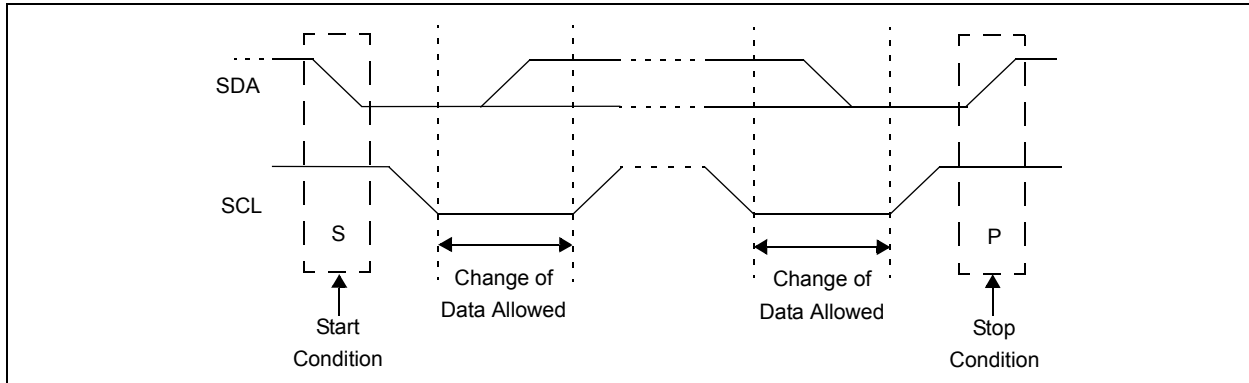 SDA
SCL
S
P
Change of
Data Allowed
Change of
Data Allowed
Start
Condition
Stop
Condition